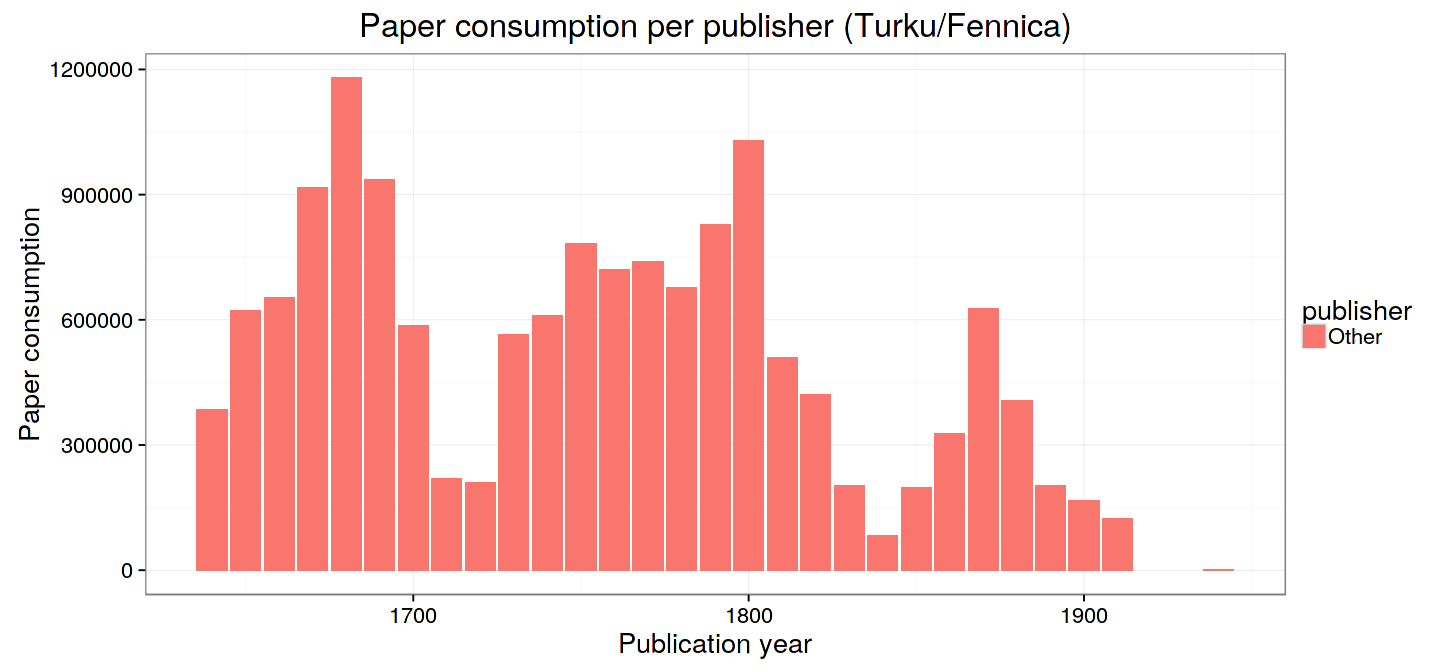 Paper consumption per publisher (Turku/Fennica)
Paper consumption
1200000
900000
600000
300000
0
1700
1800
1900
Publication year
publisher
Other